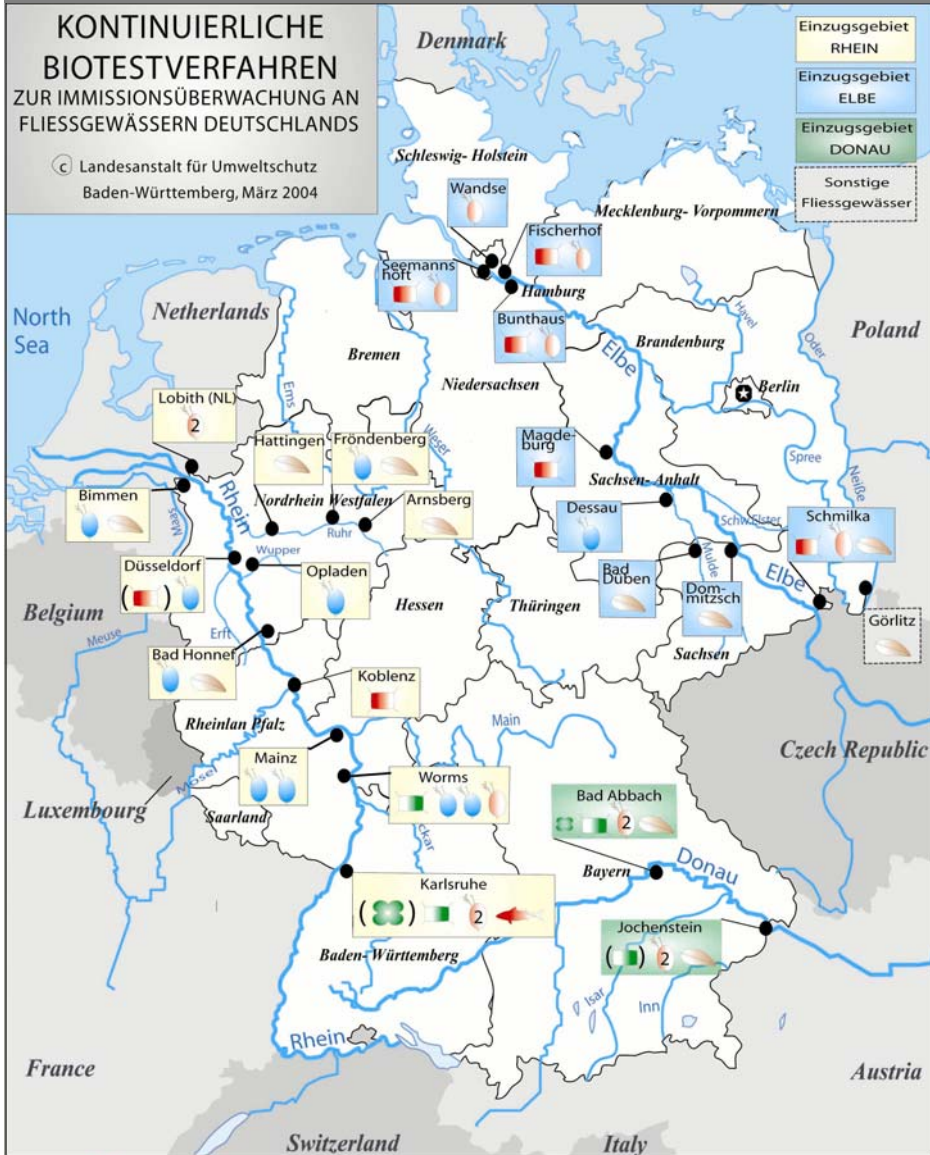 KONTINUIERLICHE
BIOTESTVERFAHREN
ZUR IMMISSIONSÜBERWACHUNG AN
FLIESSGEWÄSSERN DEUTSCHLANDS
c Landesanstalt für Umweltschutz
Baden-Württemberg, März 2004
Einzugsgebiet
RHEIN
Einzugsgebiet
ELBE
Einzugsgebiet
DONAU
Sonstige
Fliessgewässer
Denmark
Schleswig- Holstein
Wandse
Mecklenburg- Vorpommern
Fischerhof
Seemanns
höft
Hamburg
Bunthaus
North
Sea
Netherlands
Bremen
Niedersachsen
Elbe
Brandenburg
Havel
Oder
Poland
Berlin
Ems
Weser
Lobith (NL)
2
Hattingen
Fröndenberg
Magde-
burg
Spree
Neiße
Bimmen
Maas
Rhein
Nordrhein Westfalen
Ruhr
Arnsberg
Sachsen- Anhalt
Dessau
Schw.Elster
Schmilka
Düsseldorf
( )
Wupper
Opladen
Bad
Düben
Mulde
Dom-
mitzsch
Elbe
Belgium
Meuse
Erft
Hessen
Thüringen
Sachsen
Görlitz
Bad Honnef
Koblenz
Rheinlan Pfalz
Main
Mainz
Mosel
Worms
Czech Republic
Luxembourg
Saarland
ckar
Bad Abbach
2
Bayern
Donau
Karlsruhe
( ) 2
Baden- Württemberg
Jochenstein
( ) 2
Isar
Inn
Rhein
France
Austria
Switzerland
Italy